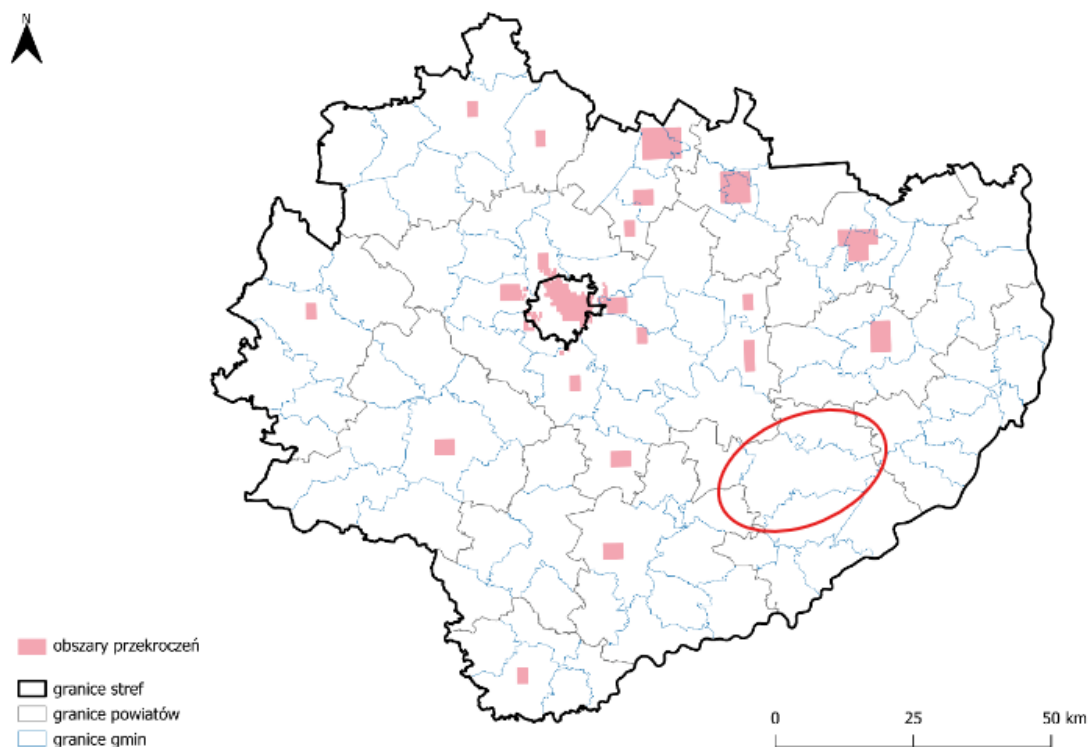 N
obszary przekroczeń
granice stref
granice powiatów
granice gmin
0 25 50 km